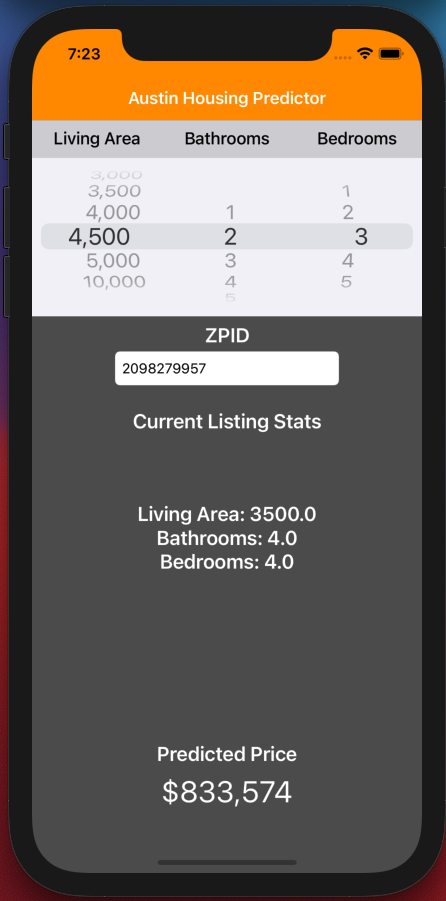 7:23
Austin Housing Predictor
Living Area Bathrooms Bedrooms
3,000
3,500 1
4,000 1 2
4,500 2 3
5,000 3 4
10,000 4 5
5
ZPID
2098279957
Current Listing Stats
Living Area: 3500.0
Bathrooms: 4.0
Bedrooms: 4.0
Predicted Price
$833,574